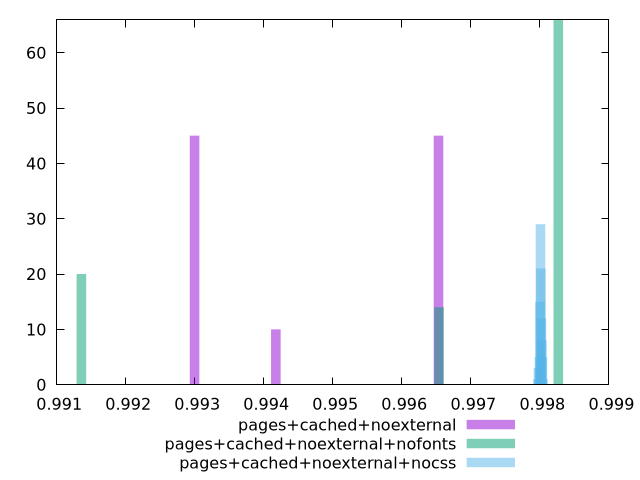 60
50
40
30
20
10
0
0.991 0.992 0.993 0.994 0.995 0.996 0.997 0.998 0.999
pages+cached+noexternal
pages+cached+noexternal+nofonts
pages+cached+noexternal+nocss